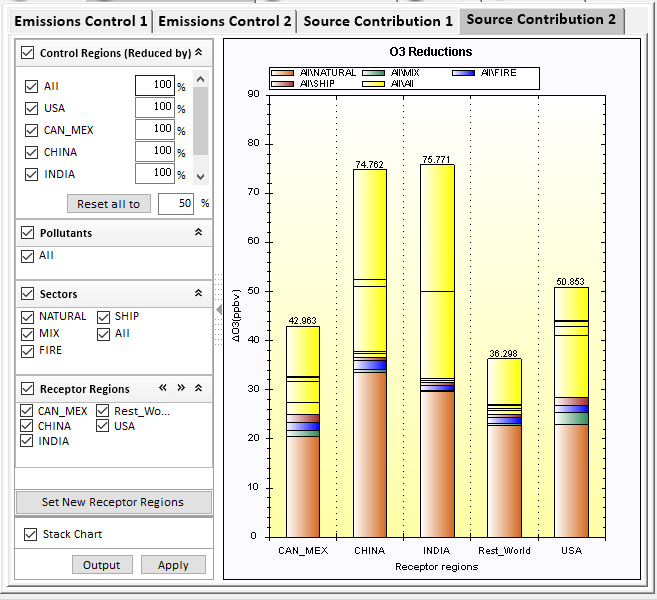 Emissions Control 1 Emissions Control 2 Source Contribution 1 Source Contribution 2
Control Regions (Reduced by)
All 100 %
USA 100 %
CAN_MEX 100 %
CHINA 100 %
INDIA 100 %
Reset all to 50 %
Pollutants
All
Sectors
NATURAL SHIP
MIX All
FIRE
Receptor Regions « »
CAN_MEX Rest_Wo...
CHINA USA
INDIA
Set New Receptor Regions
Stack Chart
Output Apply
O3 Reductions
All\NATURAL All\MIX All\FIRE
All\SHIP All\All
ΔO3(ppbv)
90
80
70
60
50
40
30
20
10
0
42.963
74.762
75.771
36.298
50.853
CAN_MEX CHINA INDIA Rest_World USA
Receptor regions